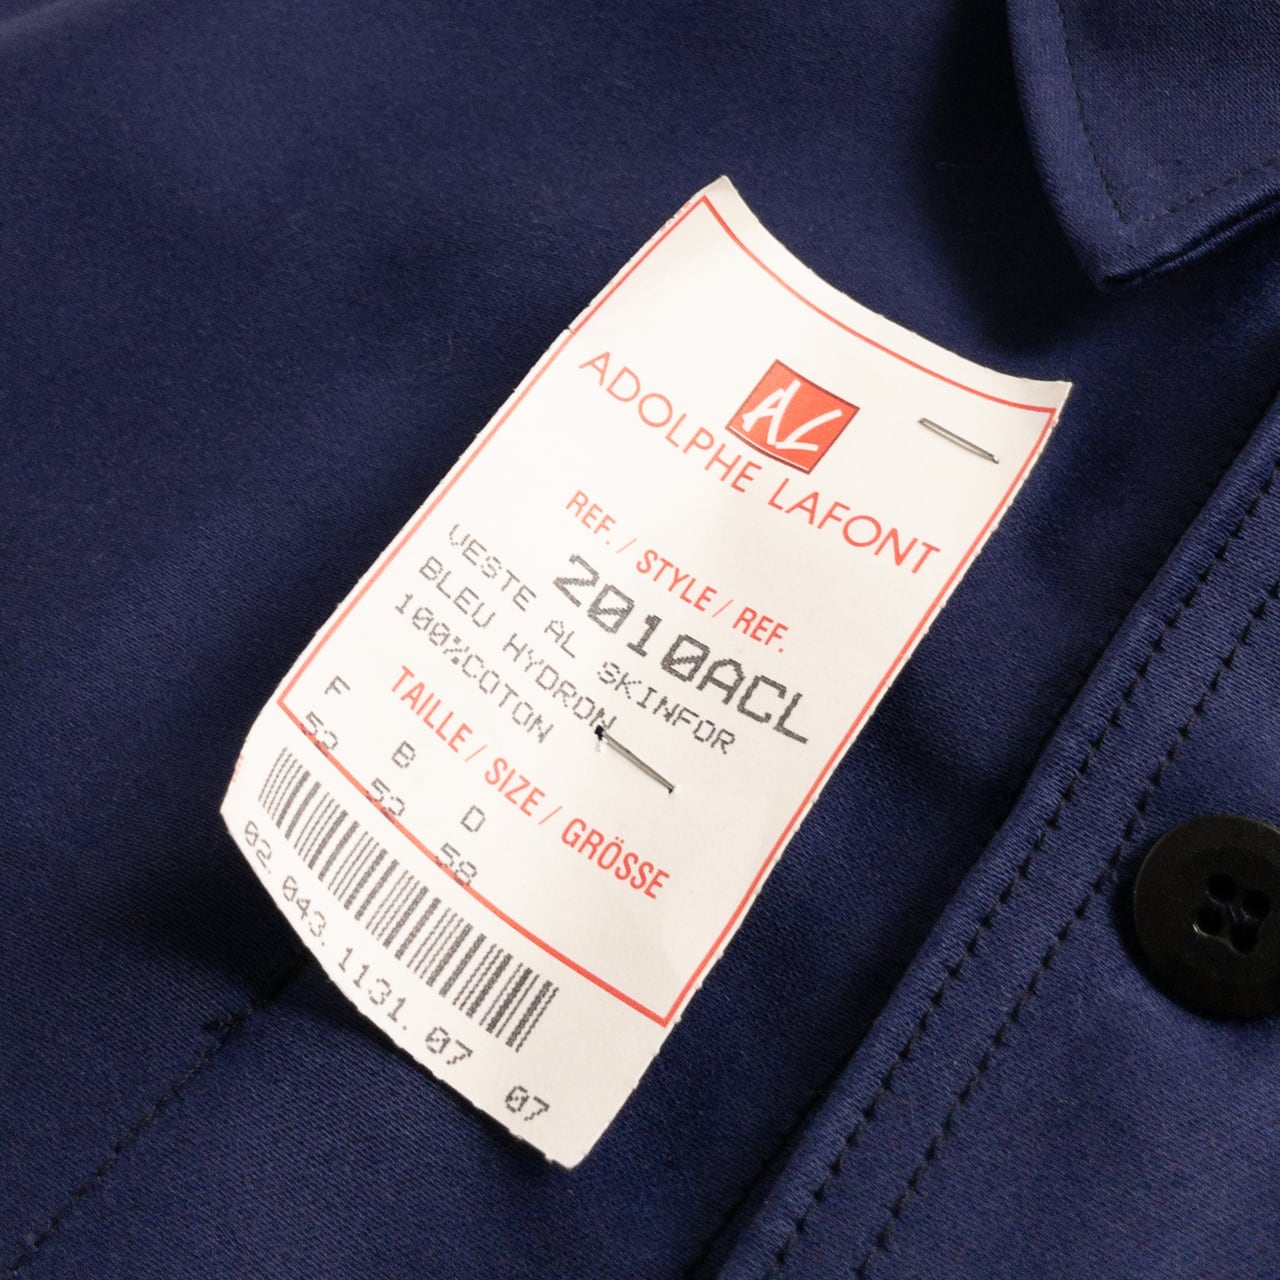 AL
ADOLPHE LAFONT
REF. / STYLE / REF.
2010ACL
VESTE AL SKINFOR
BLEU HYDRON
100%COTON
TAILLE / SIZE / GRÖSSE
F B D
52 52 58
02.043.1131.07 07